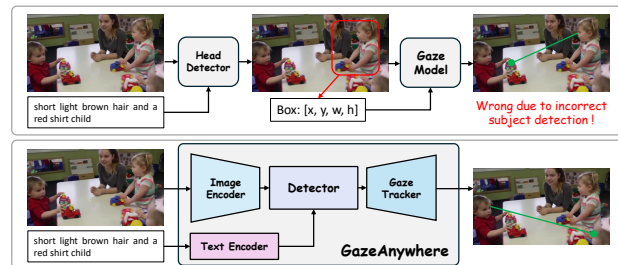 Head
Detector
Gaze
Model
short light brown hair and a
red shirt child
Box: [x, y, w, h]
Wrong due to incorrect
subject detection !
Image
Encoder
Detector
Gaze
Tracker
short light brown hair and a
red shirt child
Text Encoder
GazeAnywhere